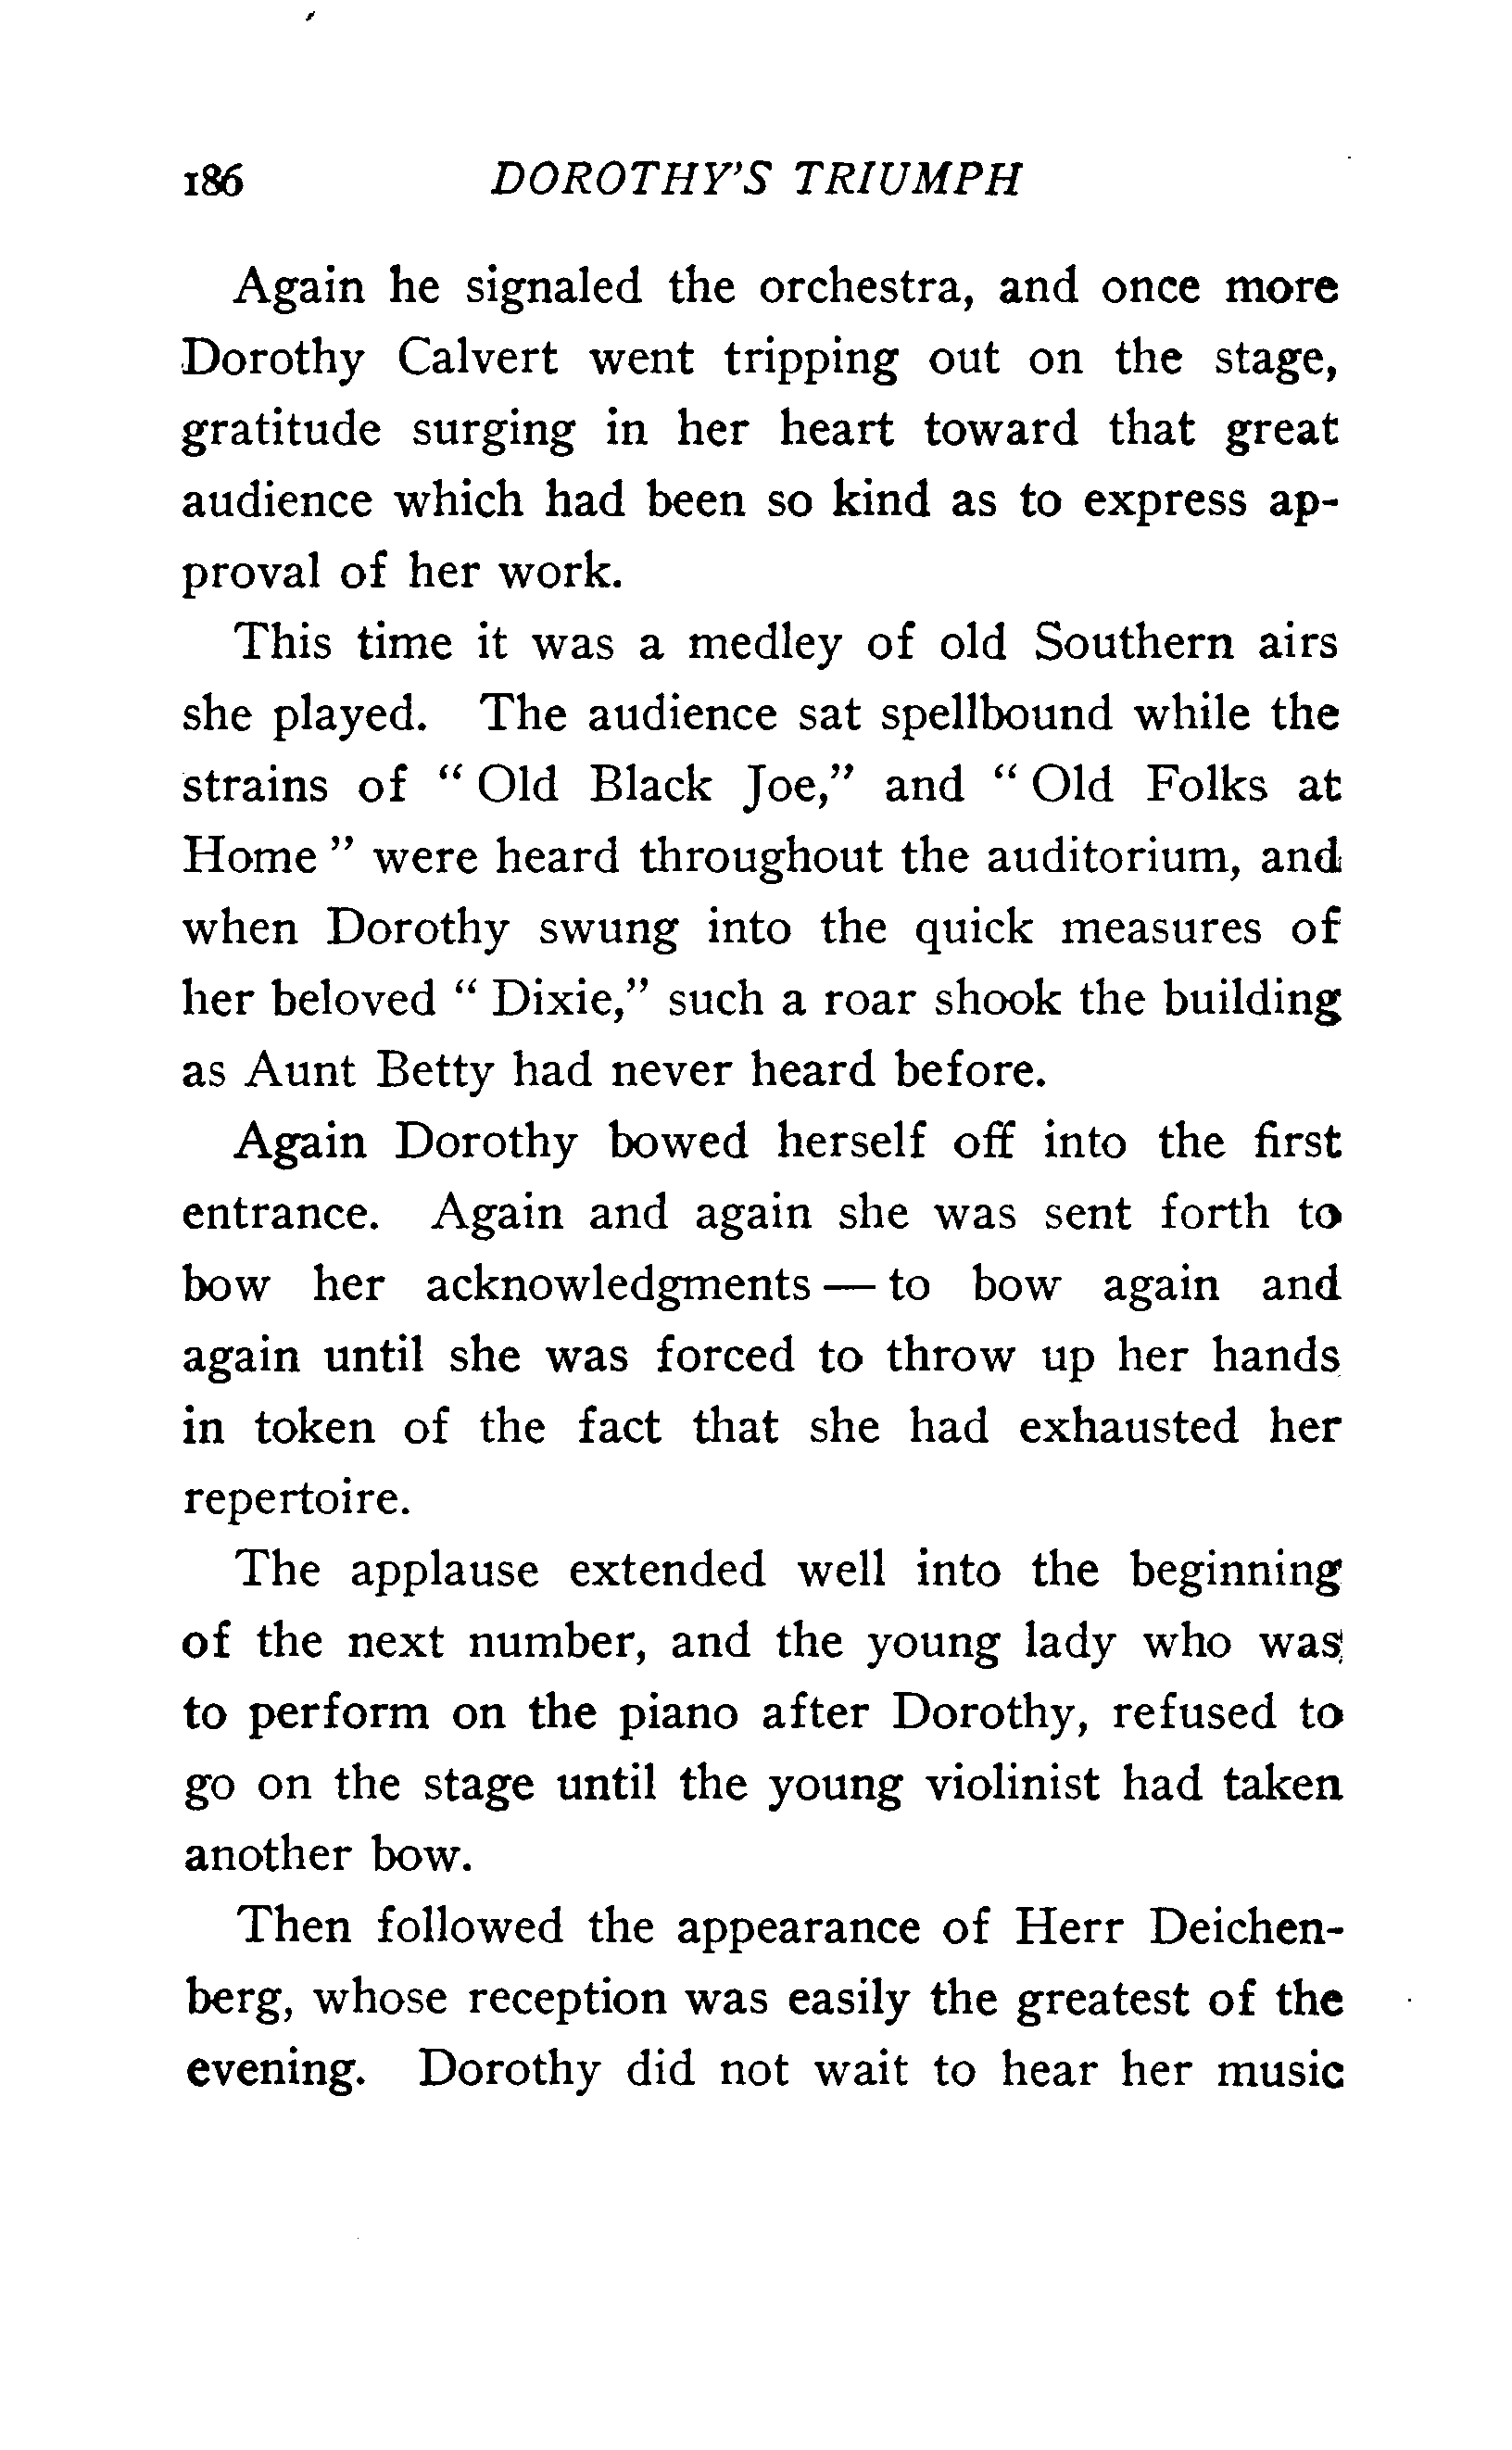 186 DOROTHY'S TRIUMPH
Again he signaled the orchestra, and once more
Dorothy Calvert went tripping out on the stage,
gratitude surging in her heart toward that great
audience which had been so kind as to express ap-
proval of her work.
This time it was a medley of old Southern airs
she played. The audience sat spellbound while the
strains of " Old Black Joe," and " Old Folks at
Home " were heard throughout the auditorium, and
when Dorothy swung into the quick measures of
her beloved " Dixie," such a roar shook the building
as Aunt Betty had never heard before.
Again Dorothy bowed herself off into the first
entrance. Again and again she was sent forth to
bow her acknowledgments — to bow again and
again until she was forced to throw up her hands
in token of the fact that she had exhausted her
repertoire.
The applause extended well into the beginning
of the next number, and the young lady who was
to perform on the piano after Dorothy, refused to
go on the stage until the young violinist had taken
another bow.
Then followed the appearance of Herr Deichen-
berg, whose reception was easily the greatest of the
evening. Dorothy did not wait to hear her music